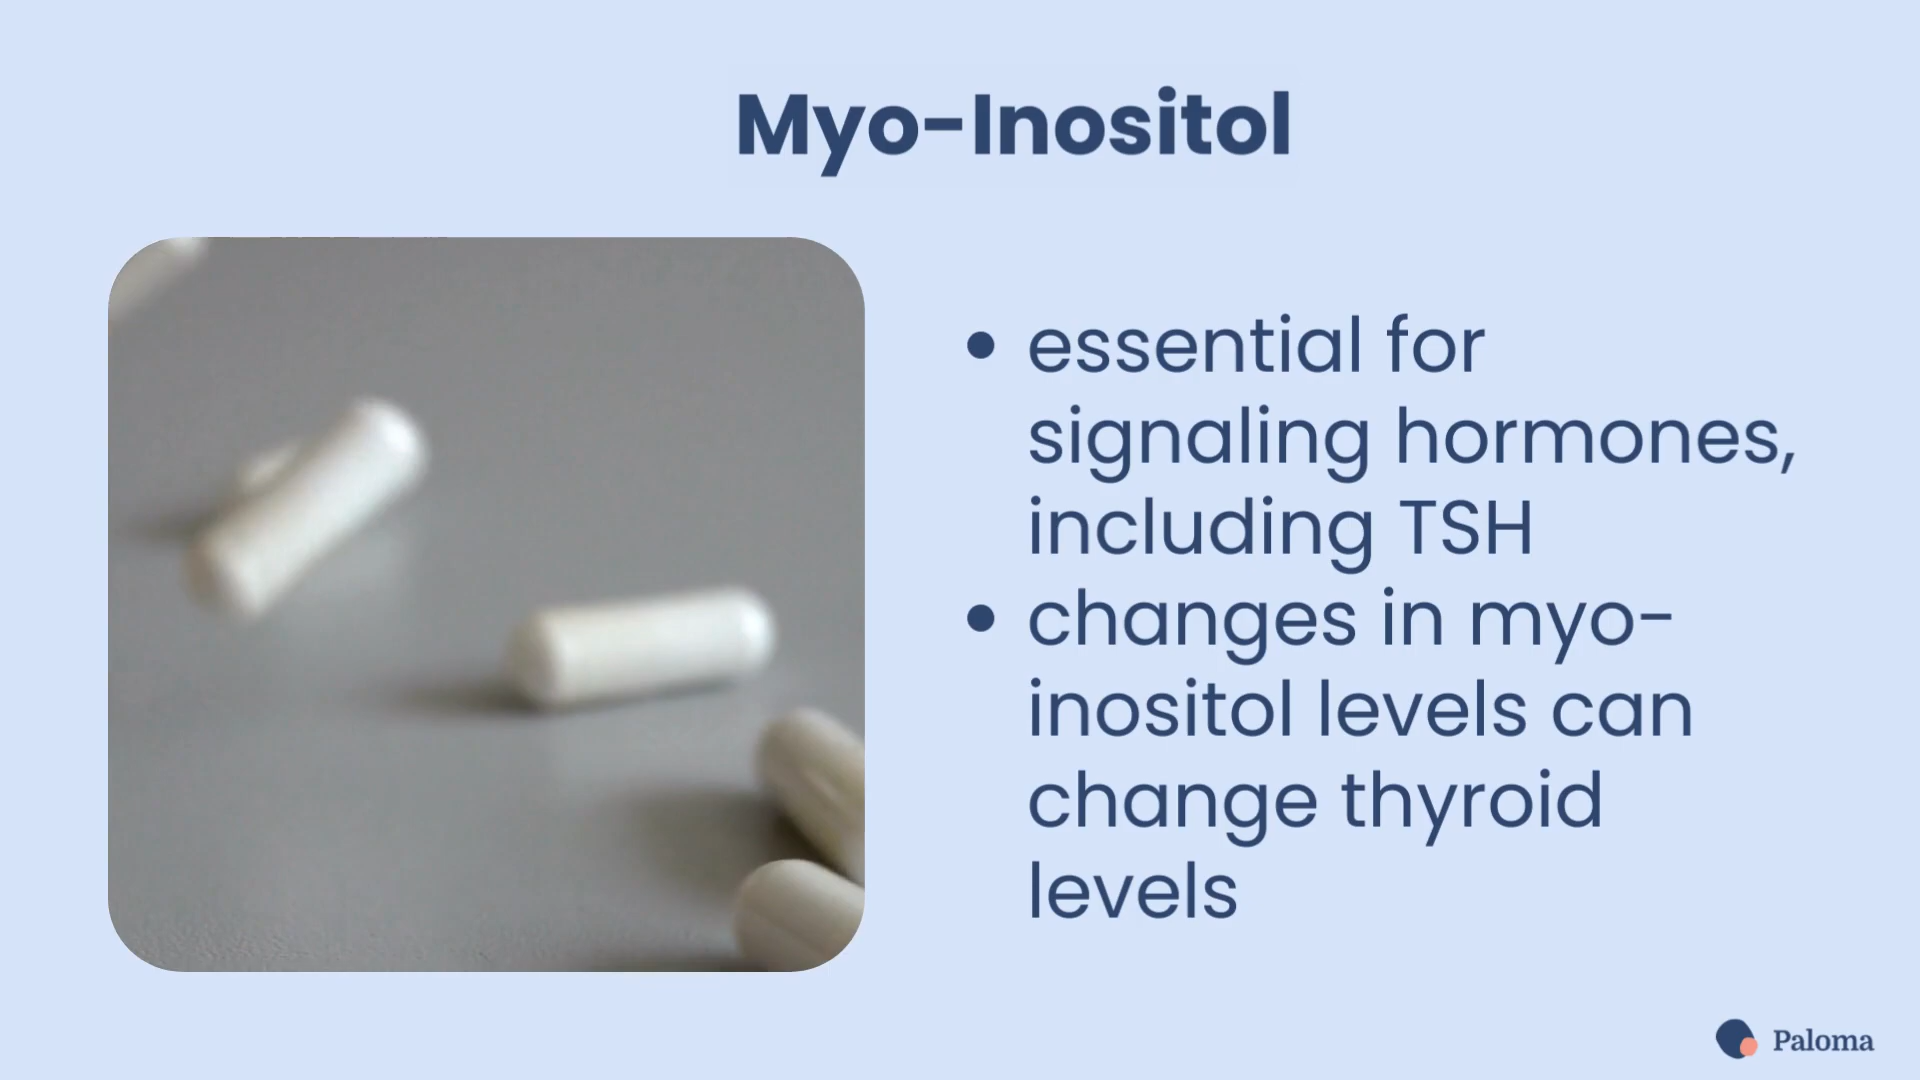 Myo-Inositol
• essential for
signaling hormones,
including TSH
• changes in myo-
inositol levels can
change thyroid
levels
Paloma